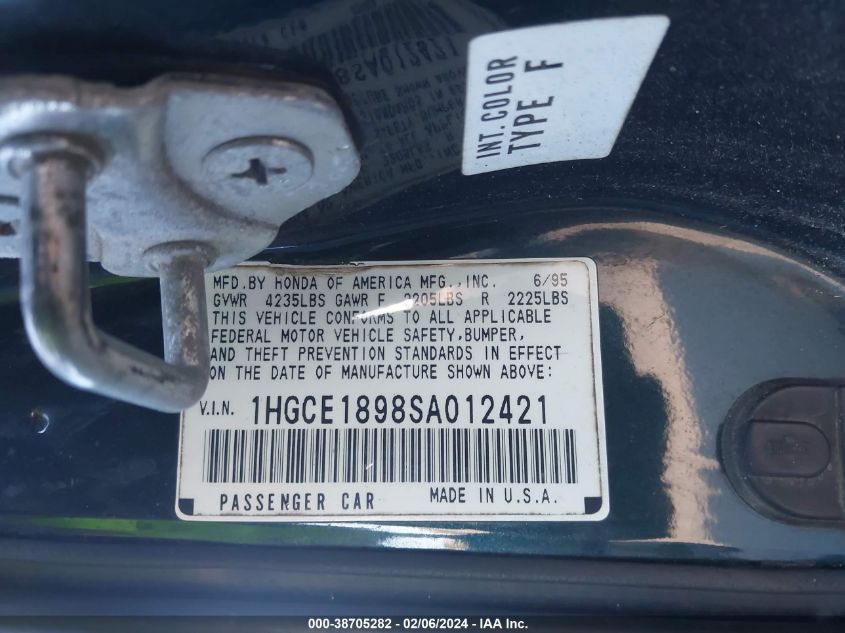 INT. COLOR
TYPE F
MFD. BY HONDA OF AMERICA MFG., INC. 6/95
GVWR 4235LBS GAWR F 2205LBS R 2225LBS
THIS VEHICLE CONFORMS TO ALL APPLICABLE
FEDERAL MOTOR VEHICLE SAFETY, BUMPER,
AND THEFT PREVENTION STANDARDS IN EFFECT
ON THE DATE OF MANUFACTURE SHOWN ABOVE:
V.I.N. 1HGCE1898SA012421
PASSENGER CAR MADE IN U.S.A.
000-38705282 - 02/06/2024 - IAA Inc.